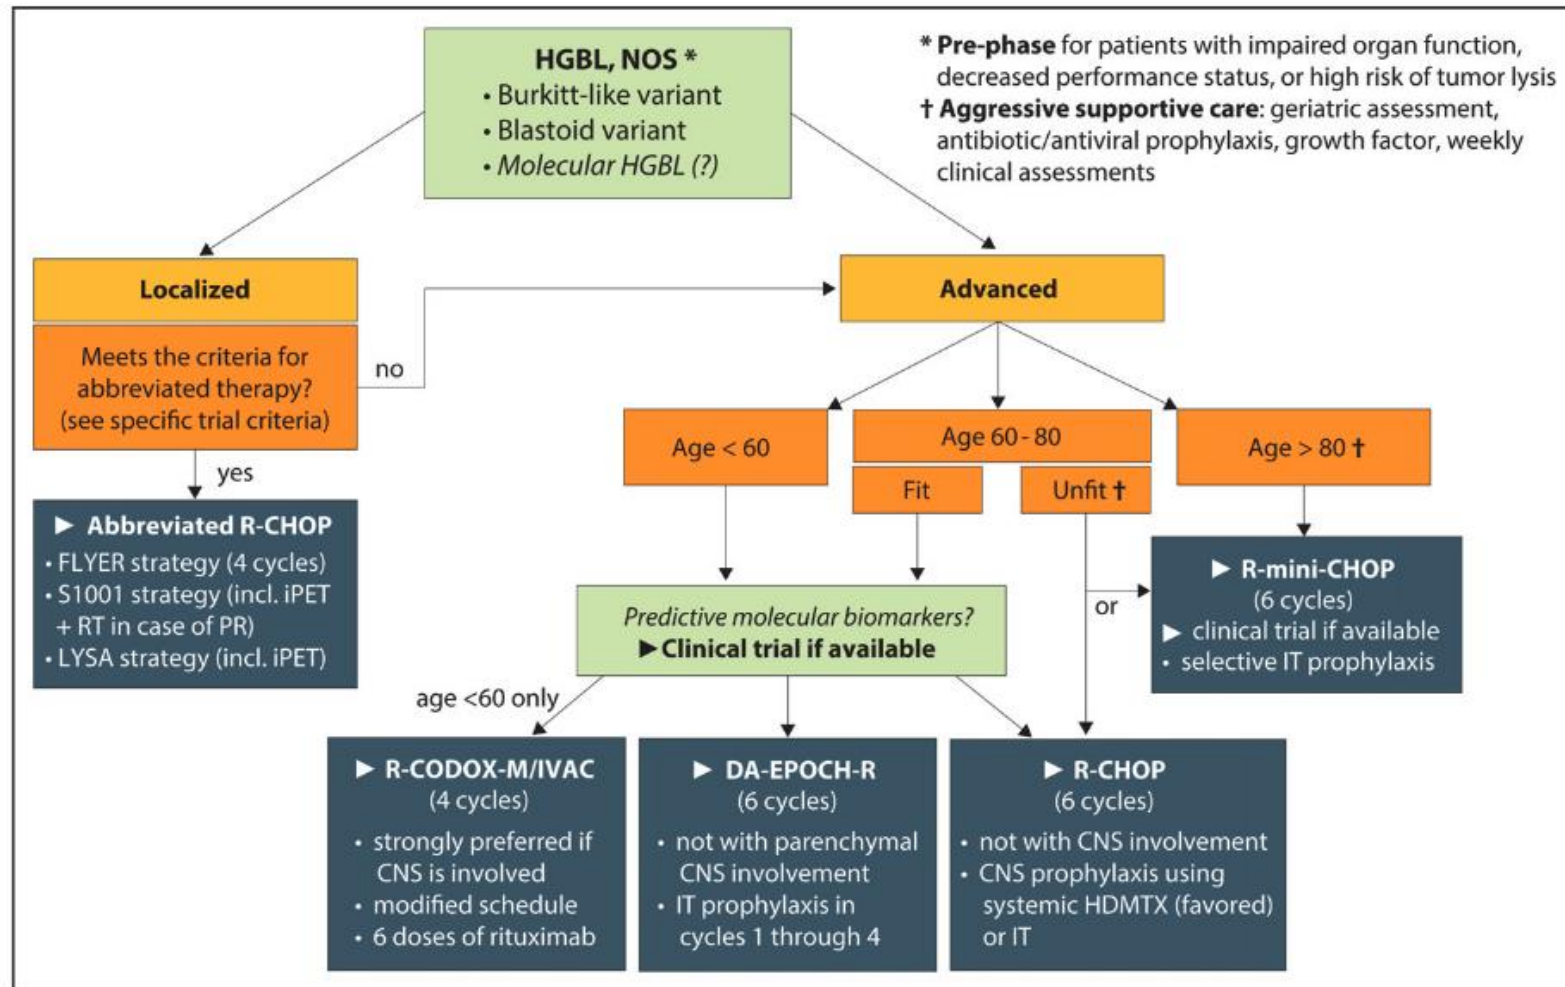 HGBL, NOS *
• Burkitt-like variant
• Blastoid variant
• Molecular HGBL (?)
* Pre-phase for patients with impaired organ function,
decreased performance status, or high risk of tumor lysis
† Aggressive supportive care: geriatric assessment,
antibiotic/antiviral prophylaxis, growth factor, weekly
clinical assessments
Localized
Meets the criteria for
abbreviated therapy?
(see specific trial criteria)
no
yes
► Abbreviated R-CHOP
• FLYER strategy (4 cycles)
• S1001 strategy (incl. iPET
+ RT in case of PR)
• LYSA strategy (incl. iPET)
Advanced
Age < 60
Age 60 - 80
Fit
Unfit †
Age > 80 †
or
► R-mini-CHOP
(6 cycles)
► clinical trial if available
• selective IT prophylaxis
Predictive molecular biomarkers?
►Clinical trial if available
age <60 only
► R-CODOX-M/IVAC
(4 cycles)
• strongly preferred if
CNS is involved
• modified schedule
• 6 doses of rituximab
► DA-EPOCH-R
(6 cycles)
• not with parenchymal
CNS involvement
• IT prophylaxis in
cycles 1 through 4
► R-CHOP
(6 cycles)
• not with CNS involvement
• CNS prophylaxis using
systemic HDMTX (favored)
or IT